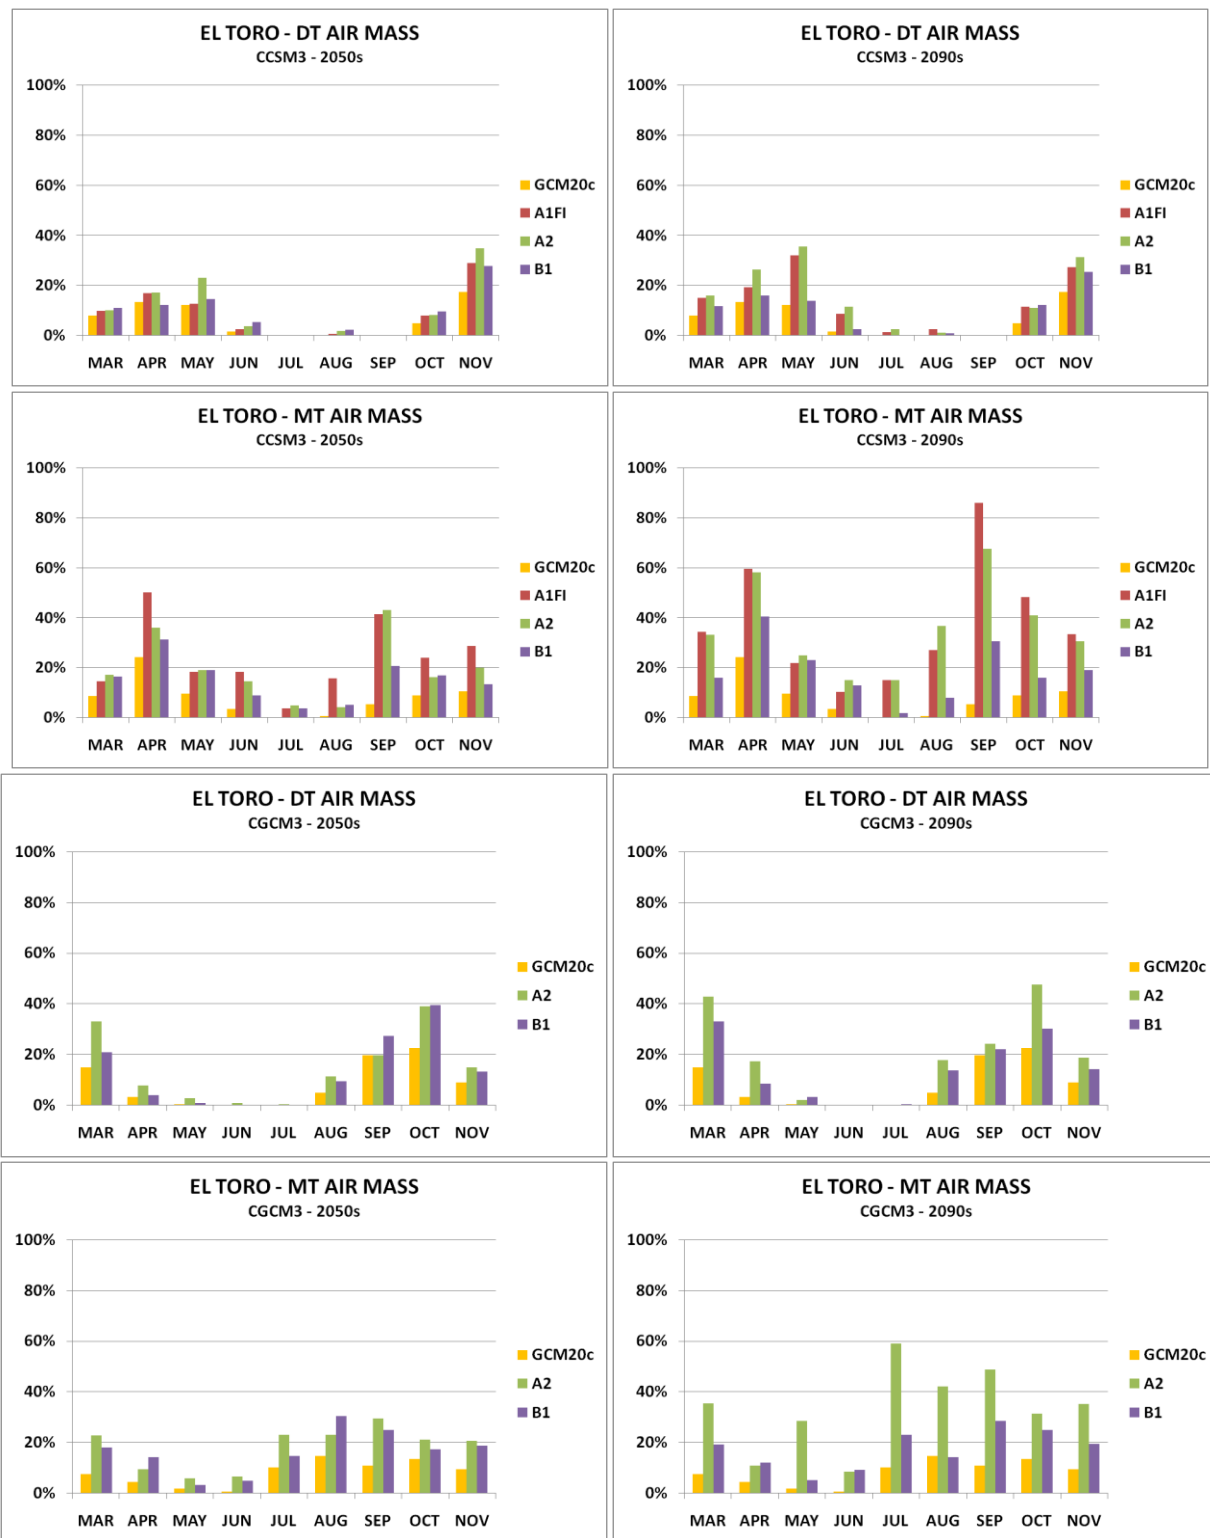 EL TORO - DT AIR MASS
CCSM3 - 2050s
100%
80%
60%
40%
20%
0%
MAR APR MAY JUN JUL AUG SEP OCT NOV
GCM20c
A1FI
A2
B1
EL TORO - DT AIR MASS
CCSM3 - 2090s
100%
80%
60%
40%
20%
0%
MAR APR MAY JUN JUL AUG SEP OCT NOV
GCM20c
A1FI
A2
B1
EL TORO - MT AIR MASS
CCSM3 - 2050s
100%
80%
60%
40%
20%
0%
MAR APR MAY JUN JUL AUG SEP OCT NOV
GCM20c
A1FI
A2
B1
EL TORO - MT AIR MASS
CCSM3 - 2090s
100%
80%
60%
40%
20%
0%
MAR APR MAY JUN JUL AUG SEP OCT NOV
GCM20c
A1FI
A2
B1
EL TORO - DT AIR MASS
CGCM3 - 2050s
100%
80%
60%
40%
20%
0%
MAR APR MAY JUN JUL AUG SEP OCT NOV
GCM20c
A2
B1
EL TORO - DT AIR MASS
CGCM3 - 2090s
100%
80%
60%
40%
20%
0%
MAR APR MAY JUN JUL AUG SEP OCT NOV
GCM20c
A2
B1
EL TORO - MT AIR MASS
CGCM3 - 2050s
100%
80%
60%
40%
20%
0%
MAR APR MAY JUN JUL AUG SEP OCT NOV
GCM20c
A2
B1
EL TORO - MT AIR MASS
CGCM3 - 2090s
100%
80%
60%
40%
20%
0%
MAR APR MAY JUN JUL AUG SEP OCT NOV
GCM20c
A2
B1